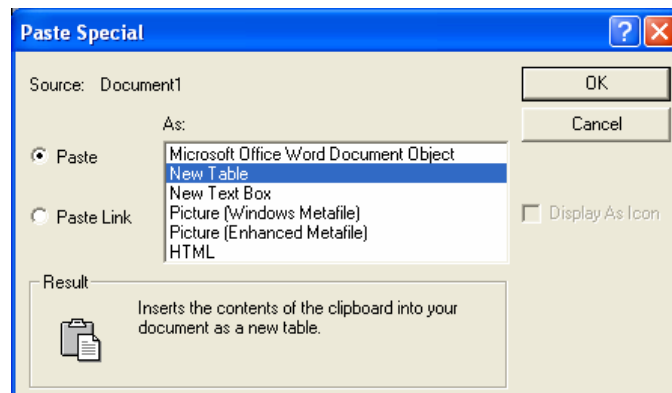 Paste Special
Source: Document1
OK
As:
Cancel
Paste
Microsoft Office Word Document Object
New Table
New Text Box
Paste Link
Picture (Windows Metafile)
Picture (Enhanced Metafile)
HTML
Display As Icon
Result
Inserts the contents of the clipboard into your
document as a new table.